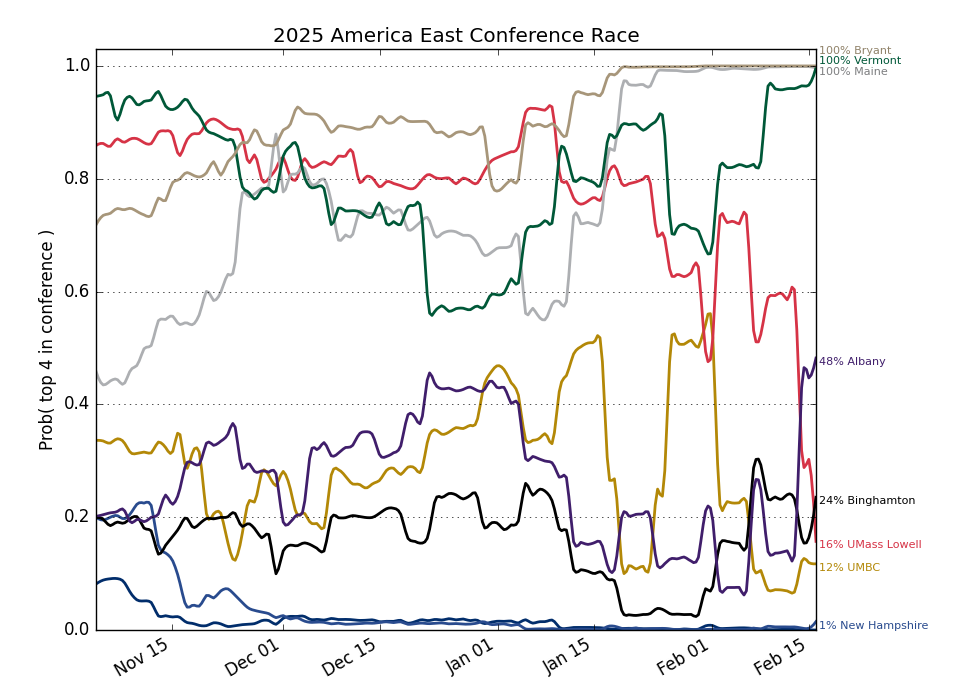 2025 America East Conference Race
Prob( top 4 in conference )
1.0
0.8
0.6
0.4
0.2
0.0
Nov 15
Dec 01
Dec 15
Jan 01
Jan 15
Feb 01
Feb 15
100% Bryant
100% Vermont
100% Maine
48% Albany
24% Binghamton
16% UMass Lowell
12% UMBC
1% New Hampshire